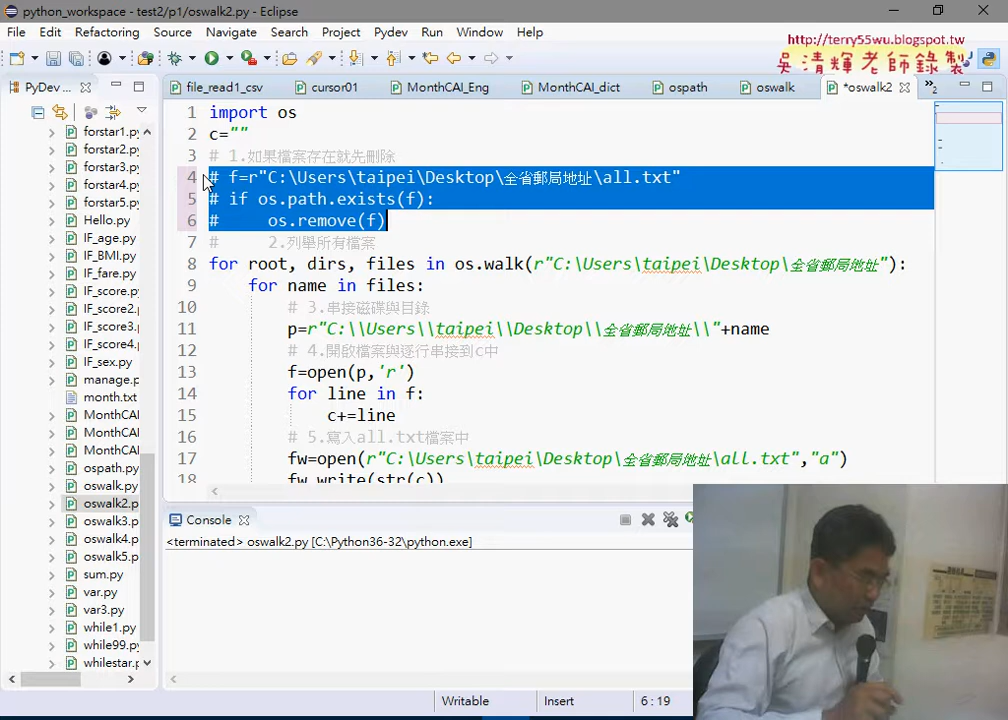 python_workspace - test2/p1/oswalk2.py - Eclipse
File Edit Refactoring Source Navigate Search Project Pydev Run Window Help
http://terry55wu.blogspot.tw
吳清輝老師錄製
PyDev
file_read1_csv cursor01 MonthCAI_Eng MonthCAI_dict ospath oswalk *oswalk2 »2
forstar1.py
forstar2.py
forstar3.py
forstar4.py
Hello.py
IF_age.py
IF_BMI.py
IF_fare.py
IF_score.py
IF_score2.p
IF_score3.p
IF_score4.p
IF_sex.py
manage.py
month.txt
MonthCAI
MonthCAI
MonthCAI
ospath.py
oswalk.py
oswalk2.p
oswalk3.p
oswalk4.p
oswalk5.p
sum.py
var.py
var3.py
while1.py
while99.py
whilestar.p
1 import os
2 c=""
3 # 1.如果檔案存在就先刪除
4 # f=r"C:\Users\taipei\Desktop\全省郵局地址\all.txt"
5 # if os.path.exists(f):
6 #     os.remove(f)
7 #     2.列舉所有檔案
8 for root, dirs, files in os.walk(r"C:\Users\taipei\Desktop\全省郵局地址"):
9     for name in files:
10         # 3.串接磁碟與目錄
11         p=r"C:\\Users\\taipei\\Desktop\\全省郵局地址\\"+name
12         # 4.開啟檔案與逐行串接到c中
13         f=open(p,'r')
14         for line in f:
15             c+=line
16         # 5.寫入all.txt檔案中
17         fw=open(r"C:\Users\taipei\Desktop\全省郵局地址\all.txt","a")
18         fw.write(str(c))
Console
<terminated> oswalk2.py [C:\Python36-32\python.exe]
Writable Insert 6 : 19